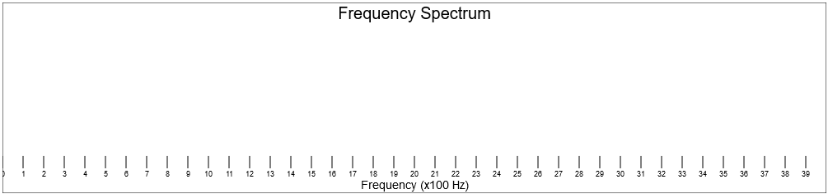 Frequency Spectrum
0 1 2 3 4 5 6 7 8 9 10 11 12 13 14 15 16 17 18 19 20 21 22 23 24 25 26 27 28 29 30 31 32 33 34 35 36 37 38 39
Frequency (x100 Hz)